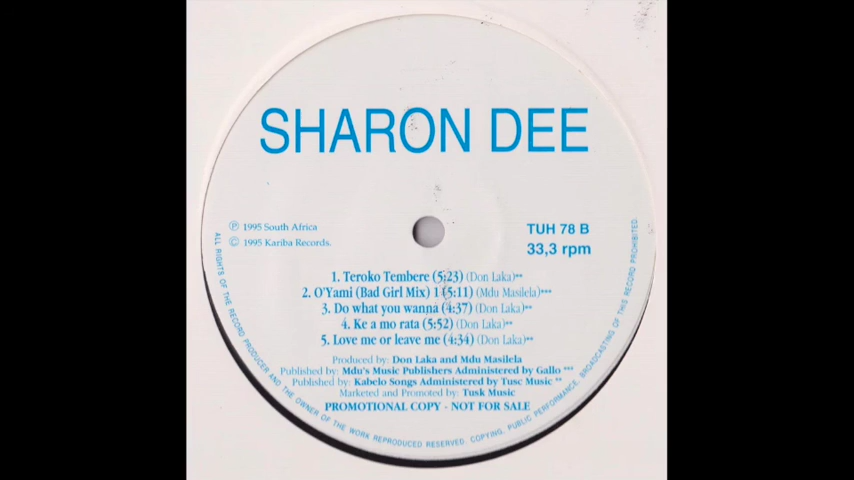 SHARON DEE
Ⓟ 1995 South Africa
© 1995 Kariba Records.
TUH 78 B
33,3 rpm
1. Teroko Tembere (5:23) (Don Laka)**
2. O'Yami (Bad Girl Mix) 1 (5:11) (Mdu Masilela)***
3. Do what you wanna (4:37) (Don Laka)**
4. Ke a mo rata (5:52) (Don Laka)**
5. Love me or leave me (4:34) (Don Laka)**
Produced by: Don Laka and Mdu Masilela
Published by: Mdu's Music Publishers Administered by Gallo ***
Published by: Kabelo Songs Administered by Tusc Music **
Marketed and Promoted by: Tusk Music
PROMOTIONAL COPY - NOT FOR SALE
ALL RIGHTS OF THE RECORD PRODUCER AND THE OWNER OF THE WORK REPRODUCED RESERVED. COPYING, PUBLIC PERFORMANCE, BROADCASTING OF THIS RECORD PROHIBITED.